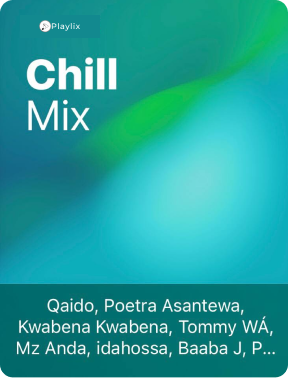 Playlix
Chill
Mix
Qaido, Poetra Asantewa,
Kwabena Kwabena, Tommy WÁ,
Mz Anda, idahossa, Baaba J, P...